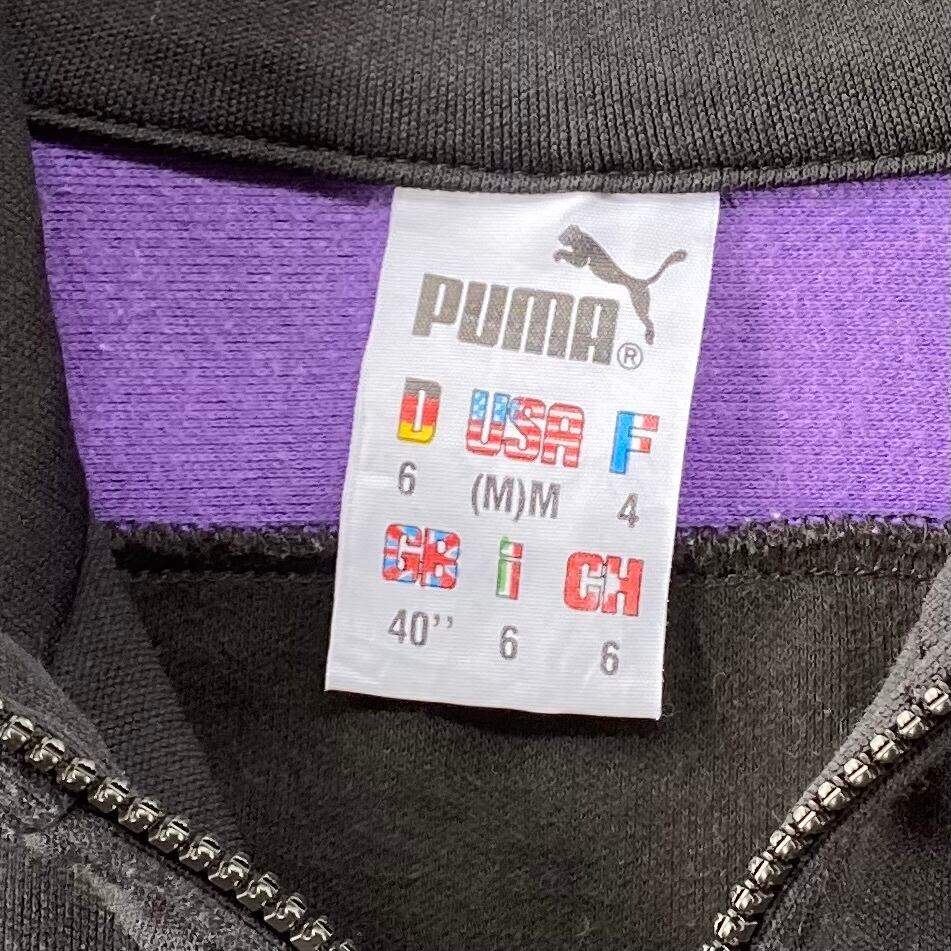 PUMA®
D USA F
6 (M)M 4
GB i CH
40’’ 6 6